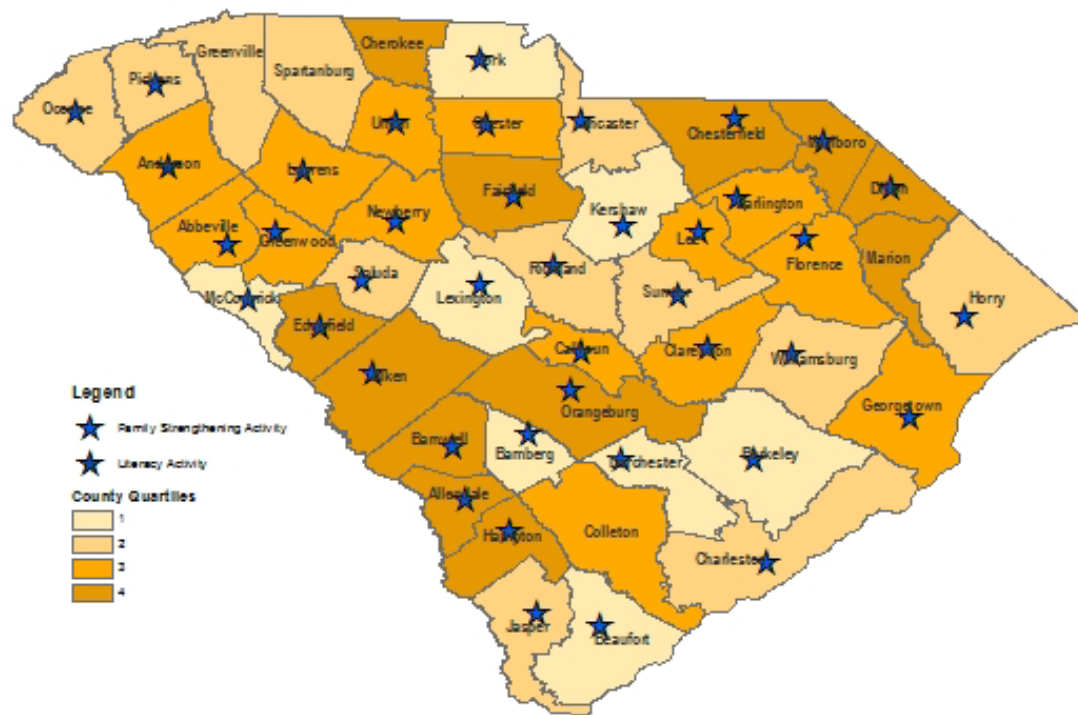 Cherokee
Greenville
York
Spartanburg
Pickens
Oconee
Union
Chester
Lancaster
Chesterfield
Marlboro
Anderson
Laurens
Fairfield
Dillon
Darlington
Newberry
Kershaw
Abbeville
Greenwood
Lee
Florence
Marion
Saluda
Richland
Lexington
Sumter
Horry
McCormick
Edgefield
Calhoun
Clarendon
Williamsburg
Aiken
Orangeburg
Georgetown
Barnwell
Bamberg
Dorchester
Berkeley
Allendale
Hampton
Colleton
Charleston
Jasper
Beaufort
Legend
Family Strengthening Activity
Literacy Activity
County Quartiles
1
2
3
4